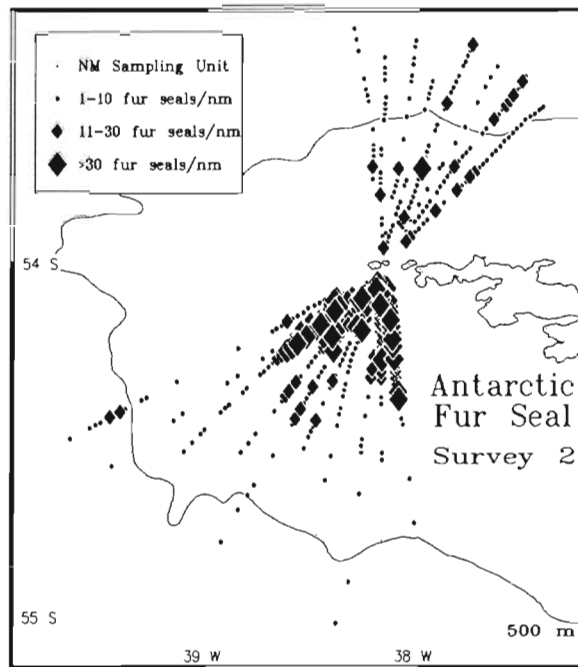 NM Sampling Unit
1-10 fur seals/nm
11-30 fur seals/nm
>30 fur seals/nm
54 S
Antarctic
Fur Seal
Survey 2
55 S
500 m
39 W
38 W